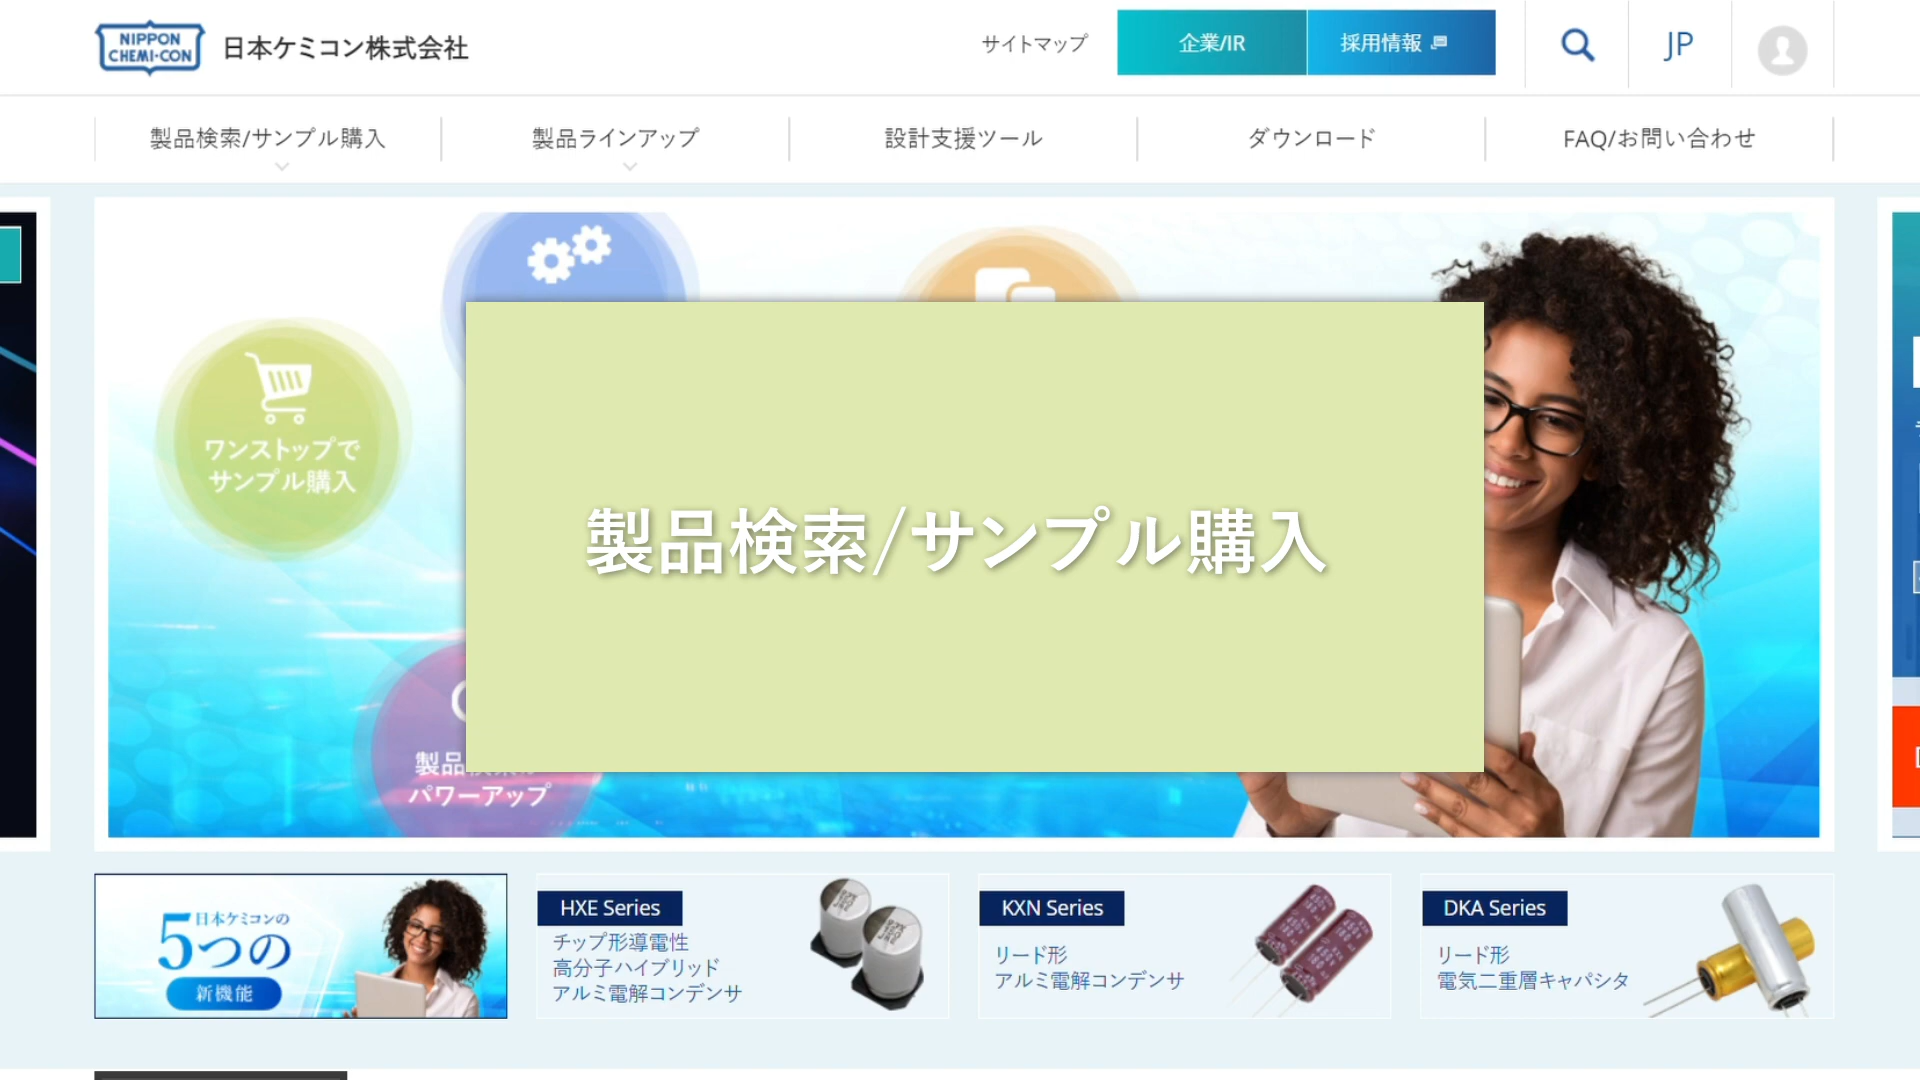 NIPPON
CHEMI-CON
日本ケミコン株式会社
サイトマップ
企業/IR
採用情報
JP
製品検索/サンプル購入
製品ラインアップ
設計支援ツール
ダウンロード
FAQ/お問い合わせ
ワンストップで
サンプル購入
製品検索/サンプル購入
製品
パワーアップ
日本ケミコンの
5つの
新機能
HXE Series
チップ形導電性
高分子ハイブリッド
アルミ電解コンデンサ
KXN Series
リード形
アルミ電解コンデンサ
DKA Series
リード形
電気二重層キャパシタ